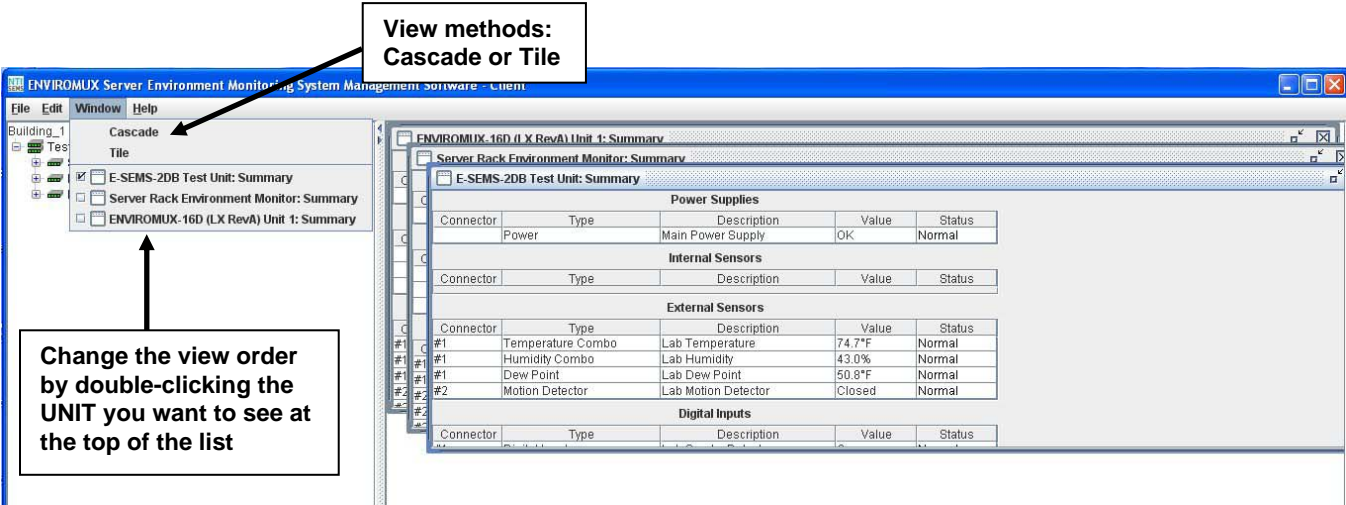 View methods:
Cascade or Tile
NTI
SEMS
ENVIROMUX Server Environment Monitoring System Management Software - Client
File Edit Window Help
Building_1
Cascade
Tile
E-SEMS-2DB Test Unit: Summary
Server Rack Environment Monitor: Summary
ENVIROMUX-16D (LX RevA) Unit 1: Summary
ENVIROMUX-16D (LX RevA) Unit 1: Summary
Server Rack Environment Monitor: Summary
E-SEMS-2DB Test Unit: Summary
Power Supplies
Connector Type Description Value Status
Power Main Power Supply OK Normal
Internal Sensors
Connector Type Description Value Status
External Sensors
Connector Type Description Value Status
#1 Temperature Combo Lab Temperature 74.7°F Normal
#1 Humidity Combo Lab Humidity 43.0% Normal
#1 Dew Point Lab Dew Point 50.8°F Normal
#2 Motion Detector Lab Motion Detector Closed Normal
Digital Inputs
Connector Type Description Value Status
Change the view order
by double-clicking the
UNIT you want to see at
the top of the list